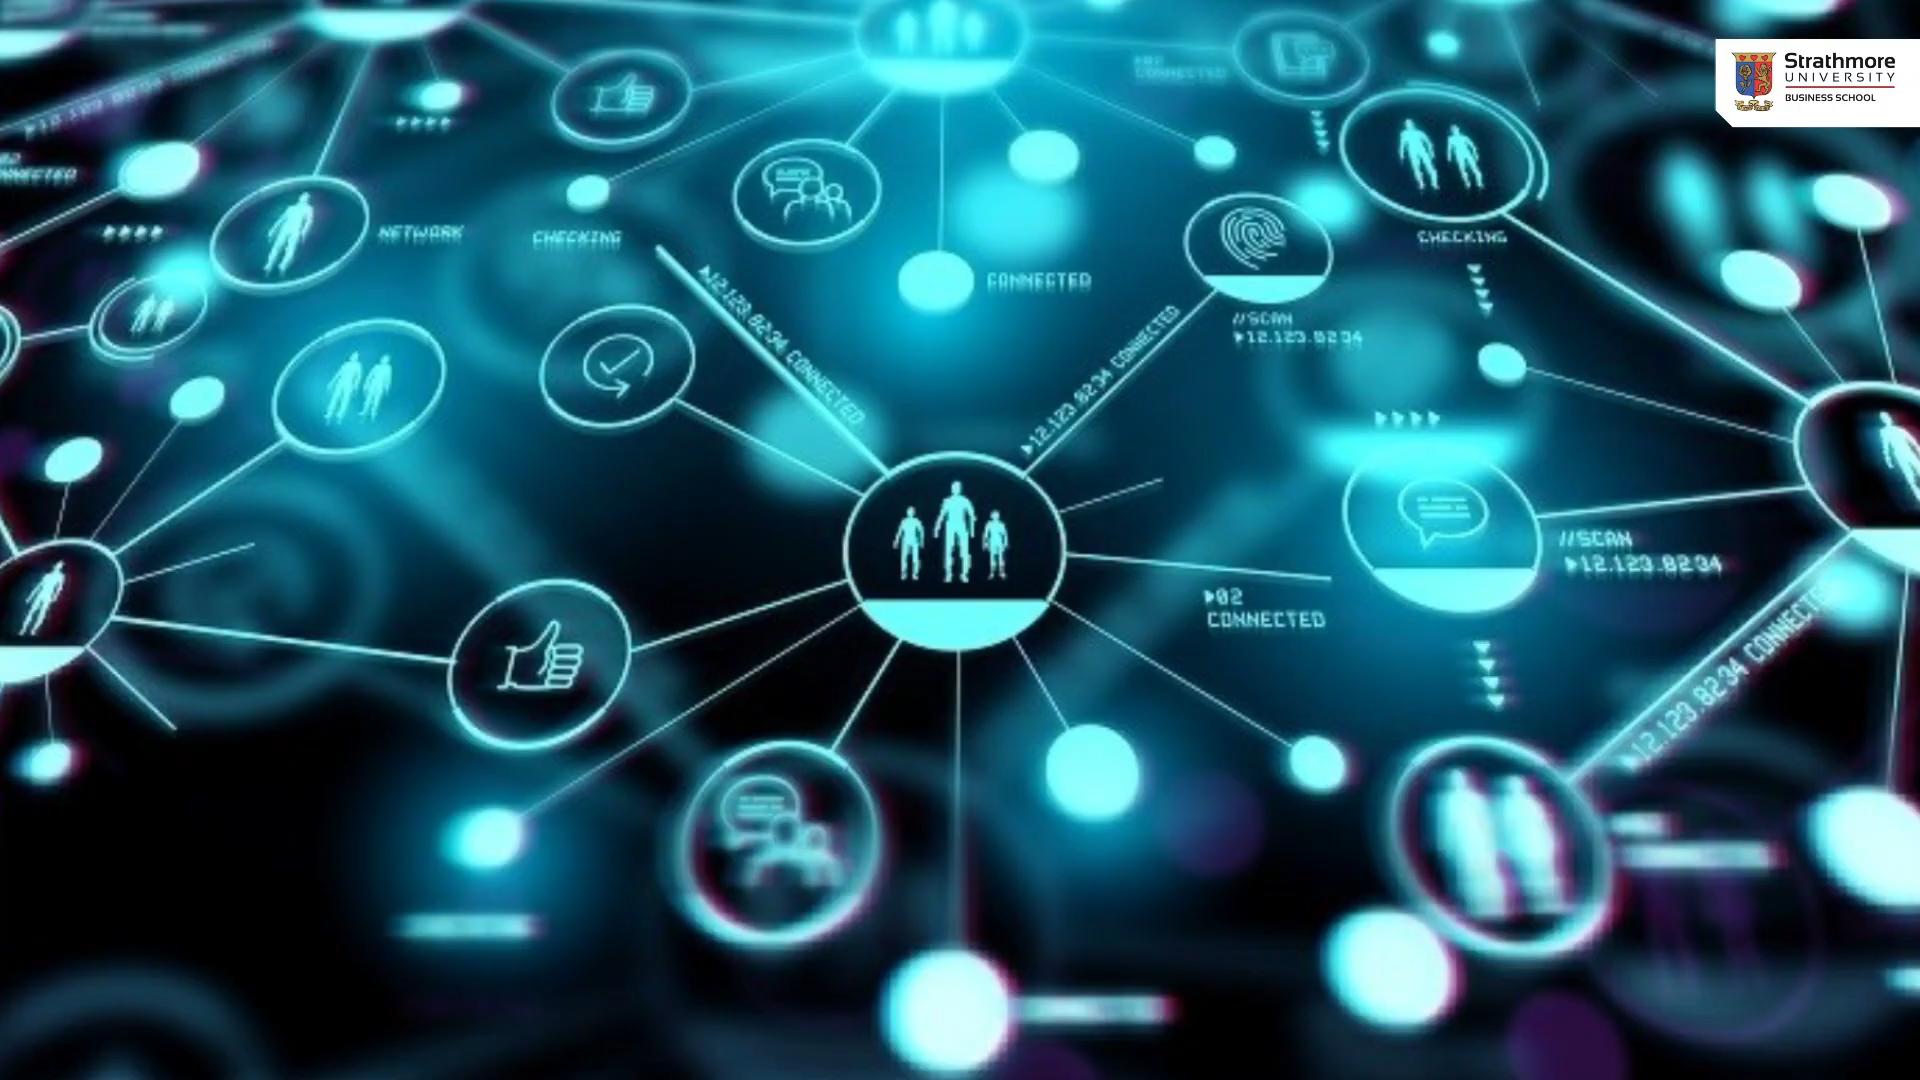 Strathmore
UNIVERSITY
BUSINESS SCHOOL
CONNECTED
NETWORK
CHECKING
CHECKING
CONNECTED
12.123.8234 CONNECTED
12.123.8234 CONNECTED
//SCAN
12.123.8234
//SCAN
12.123.8234
02
CONNECTED
12.123.8234 CONNECTED